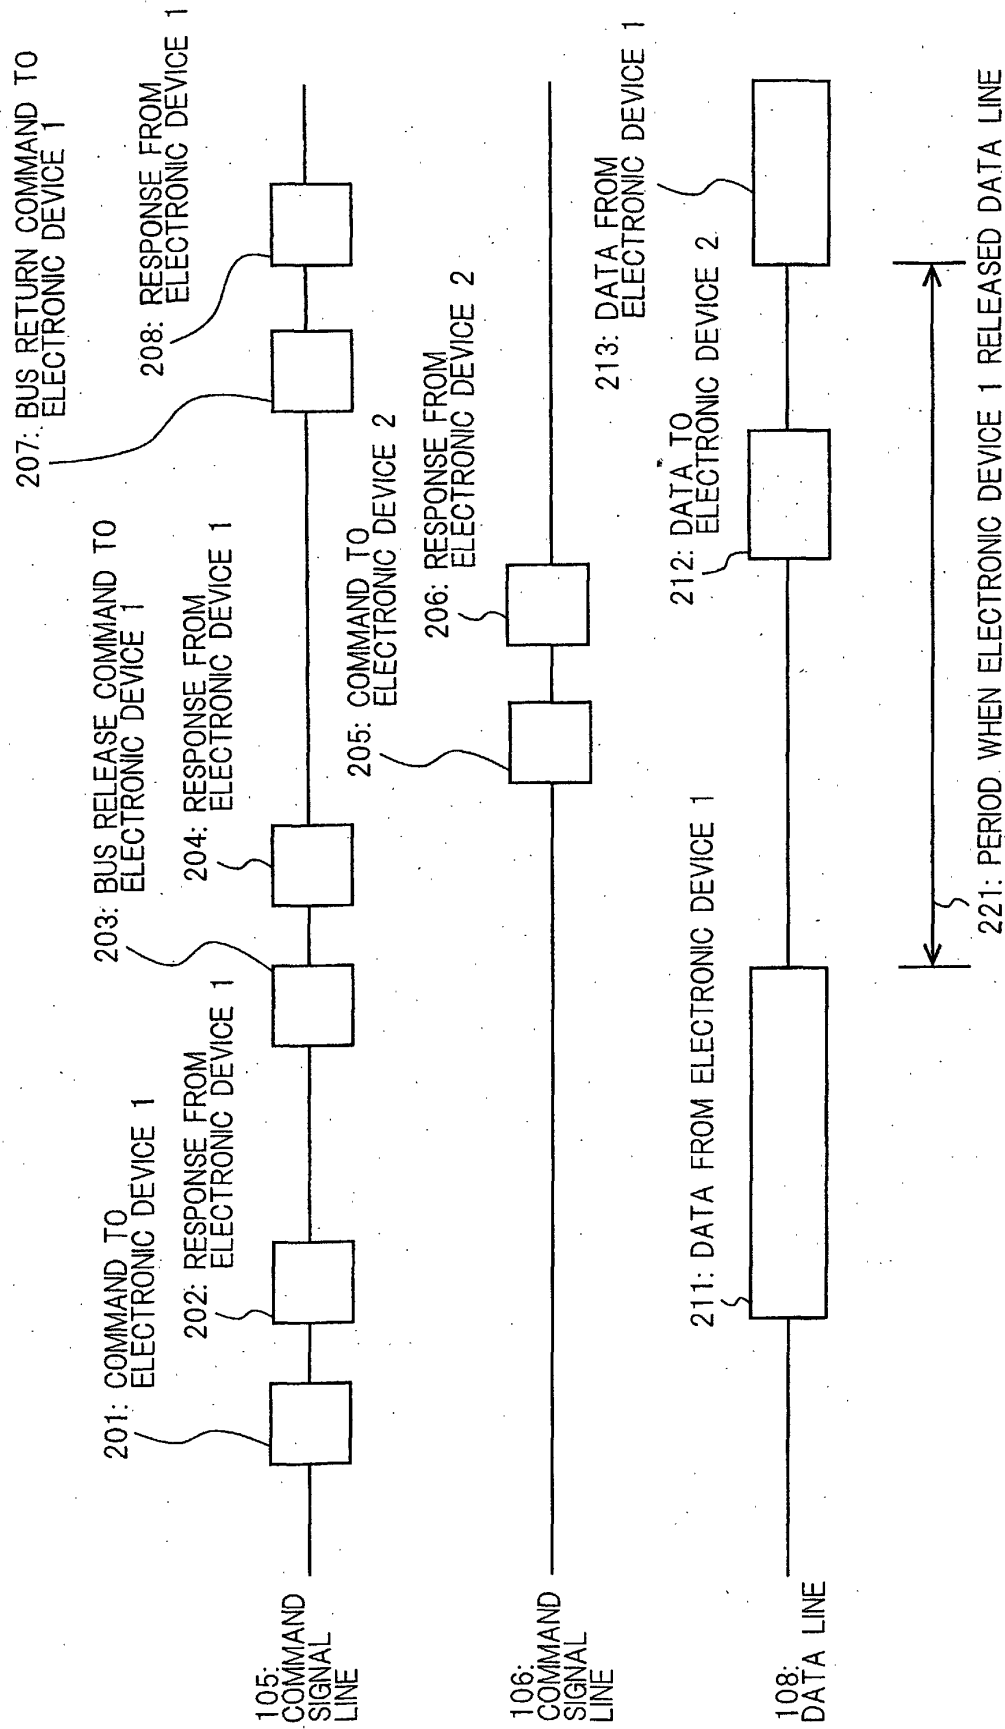 105:
COMMAND
SIGNAL
LINE
201: COMMAND TO
ELECTRONIC DEVICE 1
202: RESPONSE FROM
ELECTRONIC DEVICE 1
203: BUS RELEASE COMMAND TO
ELECTRONIC DEVICE 1
204: RESPONSE FROM
ELECTRONIC DEVICE 1
207: BUS RETURN COMMAND TO
ELECTRONIC DEVICE 1
208: RESPONSE FROM
ELECTRONIC DEVICE 1
106:
COMMAND
SIGNAL
LINE
205: COMMAND TO
ELECTRONIC DEVICE 2
206: RESPONSE FROM
ELECTRONIC DEVICE 2
108:
DATA LINE
211: DATA FROM ELECTRONIC DEVICE 1
212: DATA TO
ELECTRONIC DEVICE 2
213: DATA FROM
ELECTRONIC DEVICE 1
221: PERIOD WHEN ELECTRONIC DEVICE 1 RELEASED DATA LINE